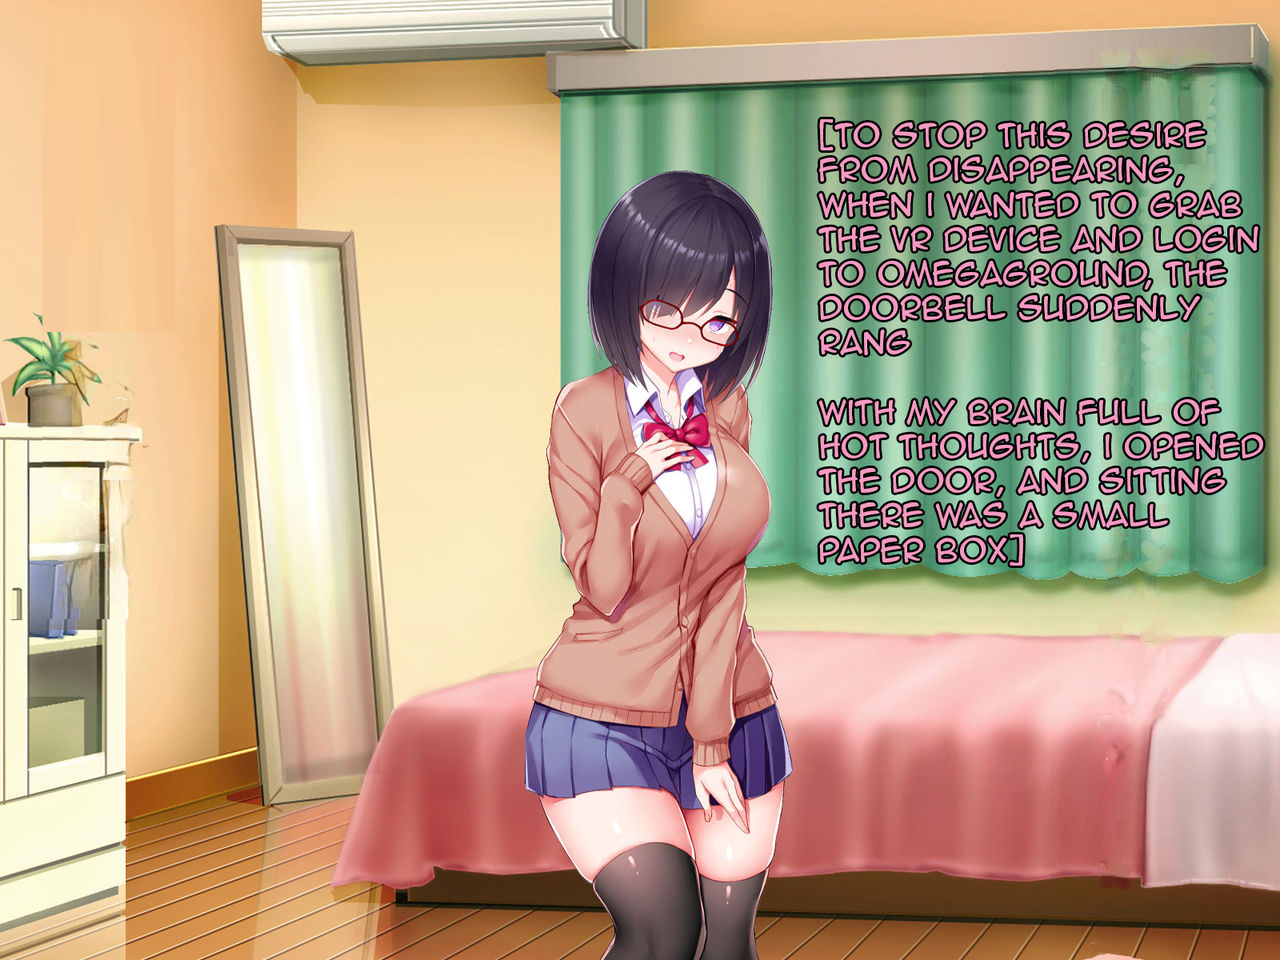 [TO STOP THIS DESIRE
FROM DISAPPEARING,
WHEN I WANTED TO GRAB
THE VR DEVICE AND LOGIN
TO OMEGAGROUND, THE
DOORBELL SUDDENLY
RANG
WITH MY BRAIN FULL OF
HOT THOUGHTS, I OPENED
THE DOOR, AND SITTING
THERE WAS A SMALL
PAPER BOX]